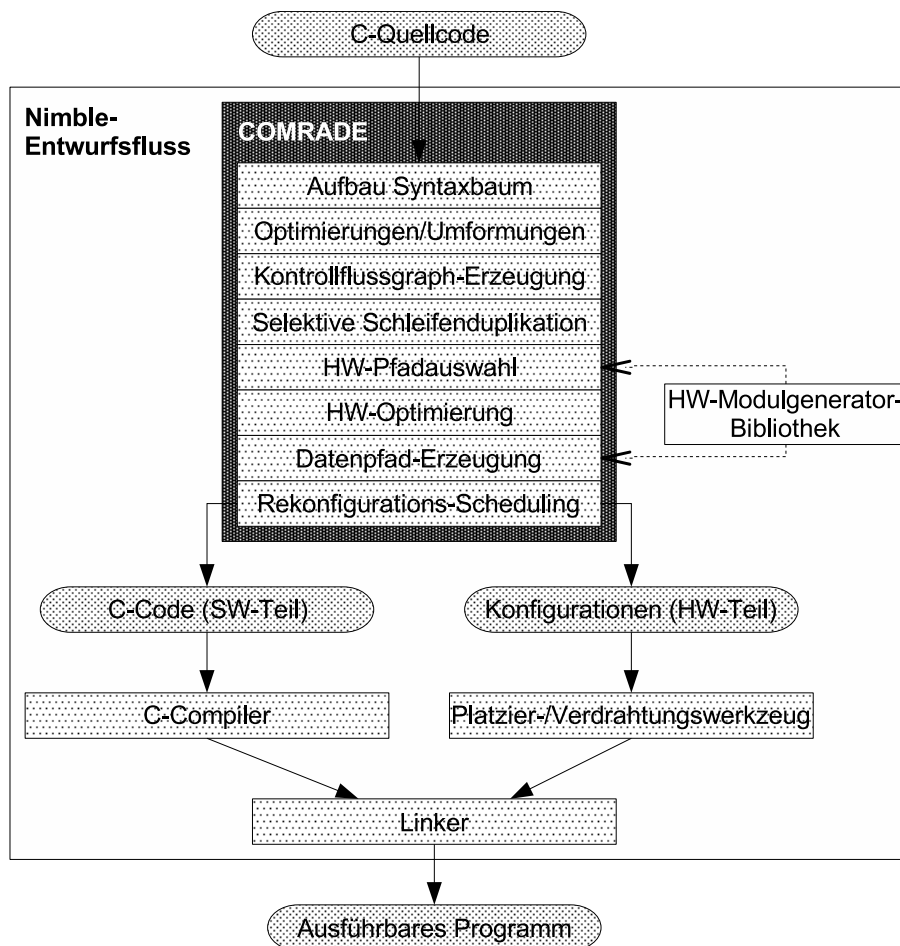 C-Quellcode
Nimble-
Entwurfsfluss
COMRADE
Aufbau Syntaxbaum
Optimierungen/Umformungen
Kontrollflussgraph-Erzeugung
Selektive Schleifenduplikation
HW-Pfadauswahl
HW-Optimierung
Datenpfad-Erzeugung
Rekonfigurations-Scheduling
HW-Modulgenerator-
Bibliothek
C-Code (SW-Teil)
Konfigurationen (HW-Teil)
C-Compiler
Platzier-/Verdrahtungswerkzeug
Linker
Ausführbares Programm